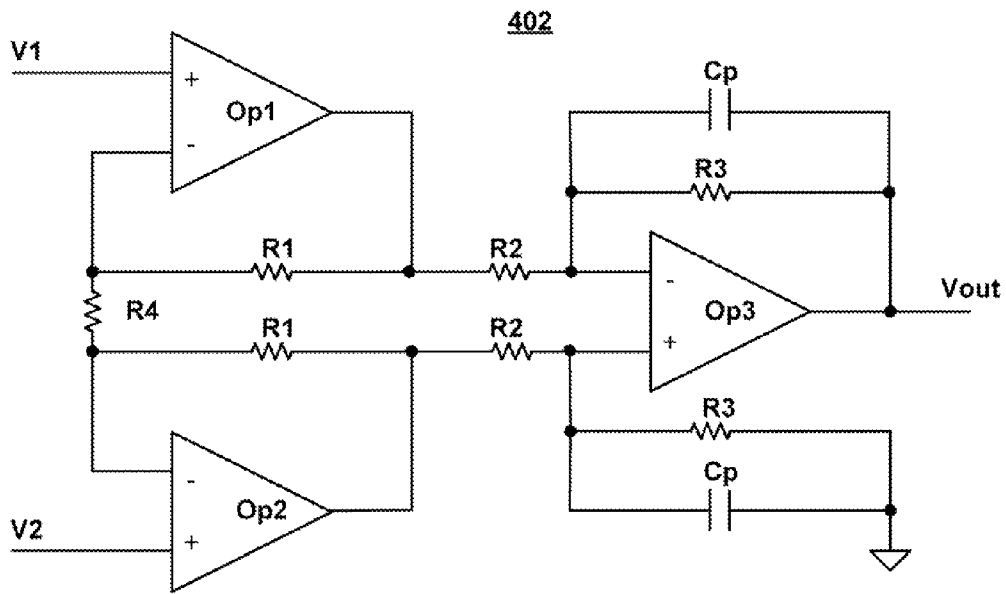 402
V1
+
-
Op1
Cp
R3
R1
R2
R4
R1
R2
-
+
Op3
Vout
R3
Cp
-
+
Op2
V2